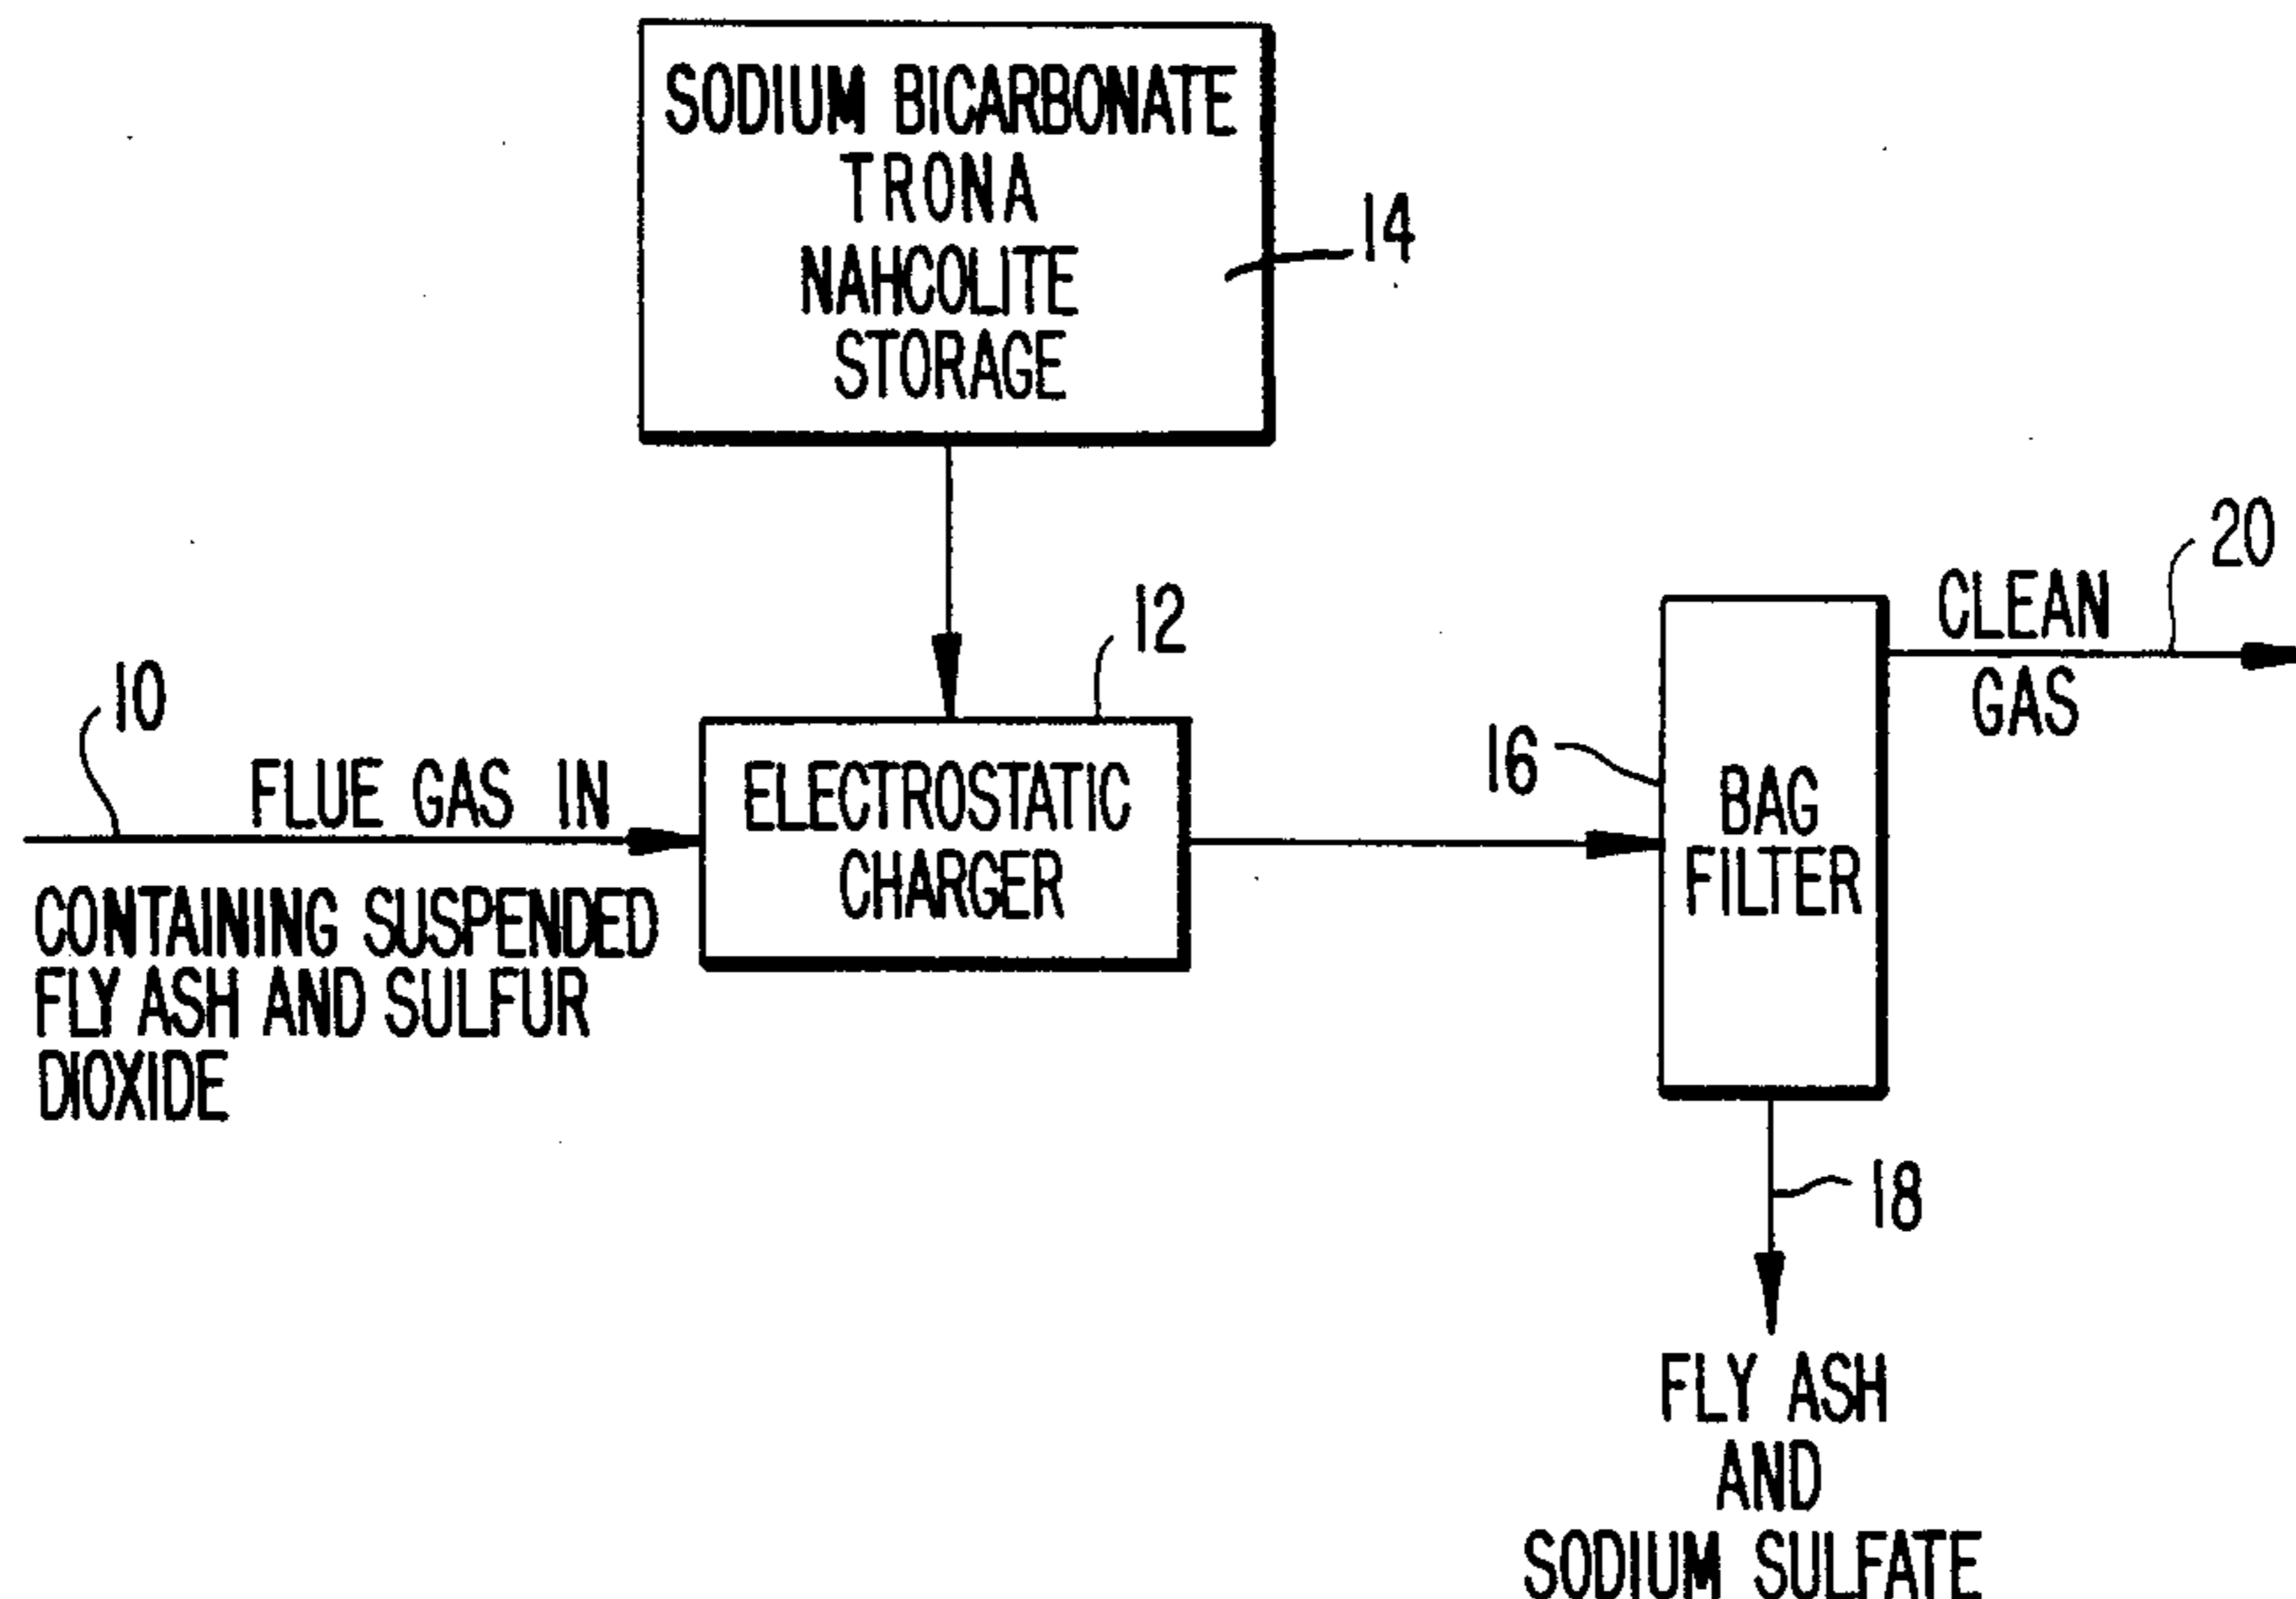 SODIUM BICARBONATE
TRONA
NAHCOLITE
STORAGE
14
12
10
FLUE GAS IN
CONTAINING SUSPENDED
FLY ASH AND SULFUR
DIOXIDE
ELECTROSTATIC
CHARGER
16
BAG
FILTER
20
CLEAN
GAS
18
FLY ASH
AND
SODIUM SULFATE